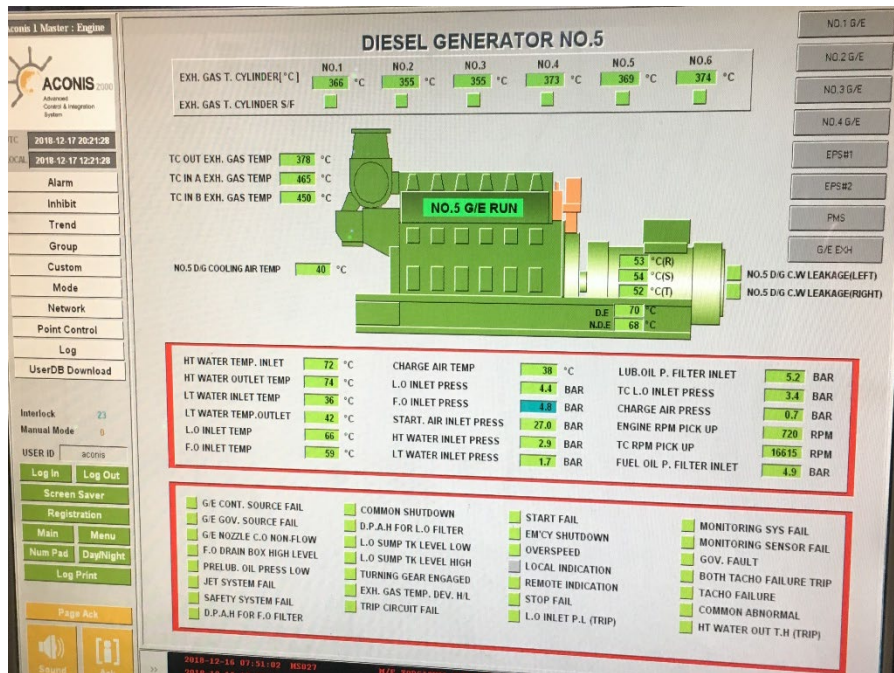 Aconis 1 Master : Engine
ACONIS 2000
Advanced
Control & Integration
System
UTC 2018-12-17 20:21:28
LOCAL 2018-12-17 12:21:28
Alarm
Inhibit
Trend
Group
Custom
Mode
Network
Point Control
Log
UserDB Download
Interlock 23
Manual Mode 0
USER ID aconis
Log In Log Out
Screen Saver
Registration
Main Menu
Num Pad Day/Night
Log Print
Page Ack
Sound
DIESEL GENERATOR NO.5
NO.1 NO.2 NO.3 NO.4 NO.5 NO.6
EXH. GAS T. CYLINDER[°C] 366 °C 355 °C 355 °C 373 °C 369 °C 374 °C
EXH. GAS T. CYLINDER S/F
TC OUT EXH. GAS TEMP 378 °C
TC IN A EXH. GAS TEMP 465 °C
TC IN B EXH. GAS TEMP 450 °C
NO.5 G/E RUN
NO.5 D/G COOLING AIR TEMP 40 °C
53 °C(R)
54 °C(S)
52 °C(T)
D.E 70 °C
N.D.E 68 °C
NO.5 D/G C.W LEAKAGE(LEFT)
NO.5 D/G C.W LEAKAGE(RIGHT)
NO.1 G/E
NO.2 G/E
NO.3 G/E
NO.4 G/E
EPS#1
EPS#2
PMS
G/E EXH
HT WATER TEMP. INLET 72 °C
HT WATER OUTLET TEMP 74 °C
LT WATER INLET TEMP 36 °C
LT WATER TEMP.OUTLET 42 °C
L.O INLET TEMP 66 °C
F.O INLET TEMP 59 °C
CHARGE AIR TEMP 38 °C
L.O INLET PRESS 4.4 BAR
F.O INLET PRESS 4.8 BAR
START. AIR INLET PRESS 27.0 BAR
HT WATER INLET PRESS 2.9 BAR
LT WATER INLET PRESS 1.7 BAR
LUB.OIL P. FILTER INLET 5.2 BAR
TC L.O INLET PRESS 3.4 BAR
CHARGE AIR PRESS 0.7 BAR
ENGINE RPM PICK UP 720 RPM
TC RPM PICK UP 16615 RPM
FUEL OIL P. FILTER INLET 4.9 BAR
G/E CONT. SOURCE FAIL
G/E GOV. SOURCE FAIL
G/E NOZZLE C.O NON-FLOW
F.O DRAIN BOX HIGH LEVEL
PRELUB. OIL PRESS LOW
JET SYSTEM FAIL
SAFETY SYSTEM FAIL
D.P.A.H FOR F.O FILTER
COMMON SHUTDOWN
D.P.A.H FOR L.O FILTER
L.O SUMP TK LEVEL LOW
L.O SUMP TK LEVEL HIGH
TURNING GEAR ENGAGED
EXH. GAS TEMP. DEV. H/L
TRIP CIRCUIT FAIL
START FAIL
EM'CY SHUTDOWN
OVERSPEED
LOCAL INDICATION
REMOTE INDICATION
STOP FAIL
L.O INLET P.L (TRIP)
MONITORING SYS FAIL
MONITORING SENSOR FAIL
GOV. FAULT
BOTH TACHO FAILURE TRIP
TACHO FAILURE
COMMON ABNORMAL
HT WATER OUT T.H (TRIP)
>>
2018-12-16 07:51:02